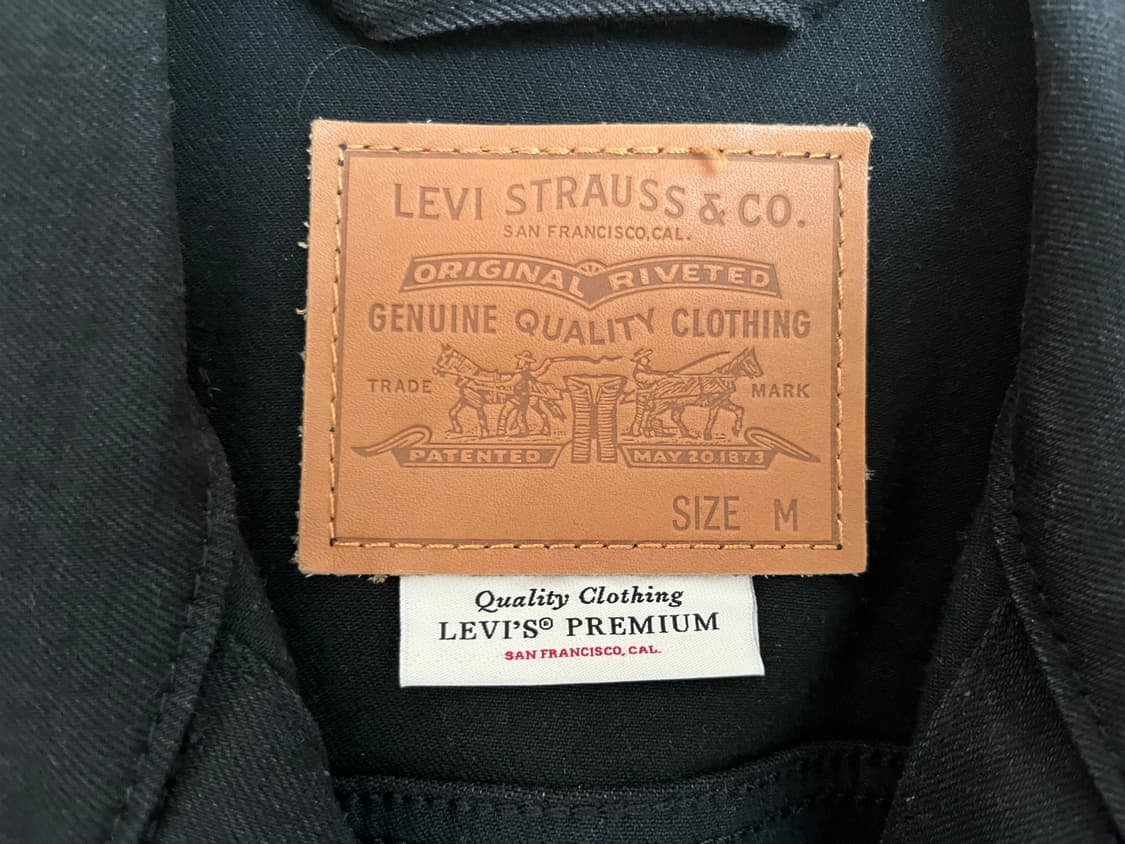 LEVI STRAUSS & CO.
SAN FRANCISCO,CAL.
ORIGINAL RIVETED
GENUINE QUALITY CLOTHING
TRADE MARK
PATENTED MAY 20 1873
SIZE M
Quality Clothing
LEVI'S® PREMIUM
SAN FRANCISCO, CAL.